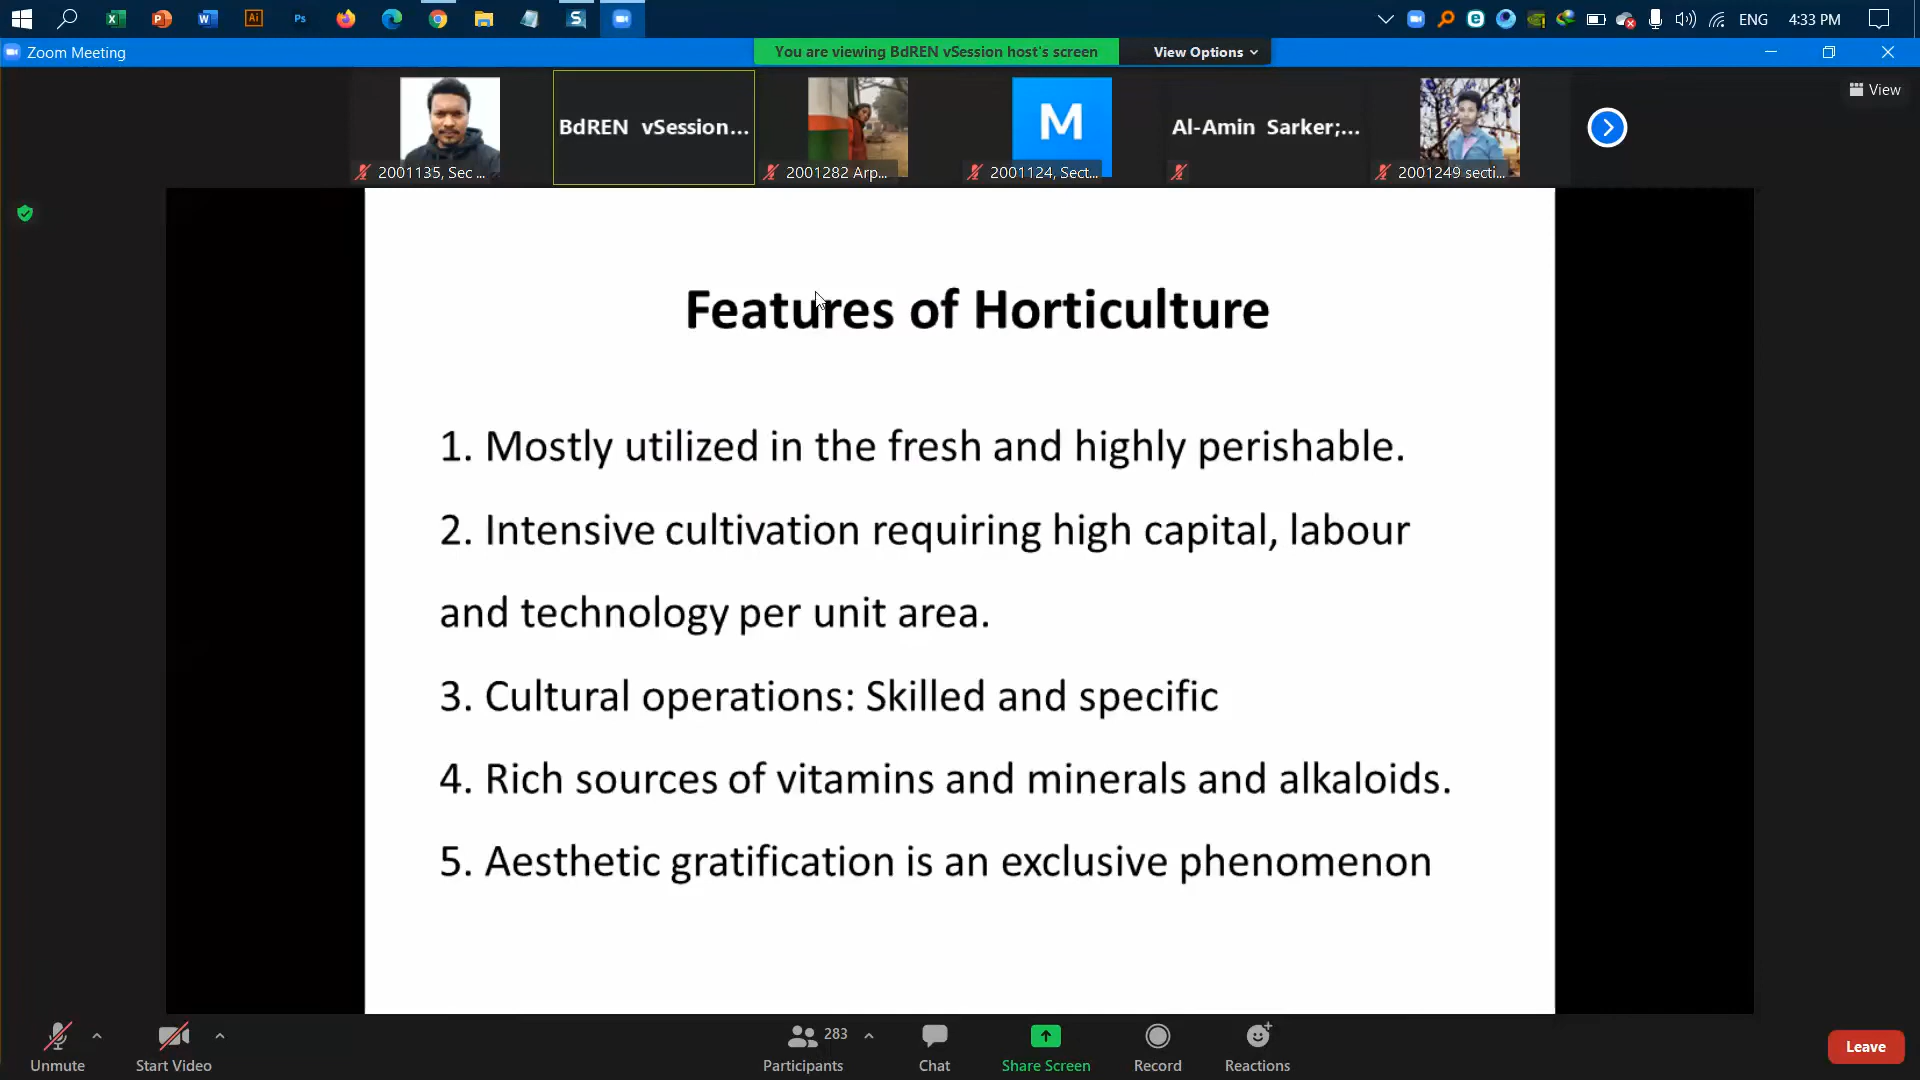 ENG
4:33 PM
Zoom Meeting
You are viewing BdREN vSession host's screen
View Options
View
BdREN vSession...
M
Al-Amin Sarker;...
2001135, Sec ...
2001282 Arp...
2001124, Sect...
2001249 secti...
Features of Horticulture
1. Mostly utilized in the fresh and highly perishable.
2. Intensive cultivation requiring high capital, labour
and technology per unit area.
3. Cultural operations: Skilled and specific
4. Rich sources of vitamins and minerals and alkaloids.
5. Aesthetic gratification is an exclusive phenomenon
Unmute
Start Video
283
Participants
Chat
Share Screen
Record
Reactions
Leave